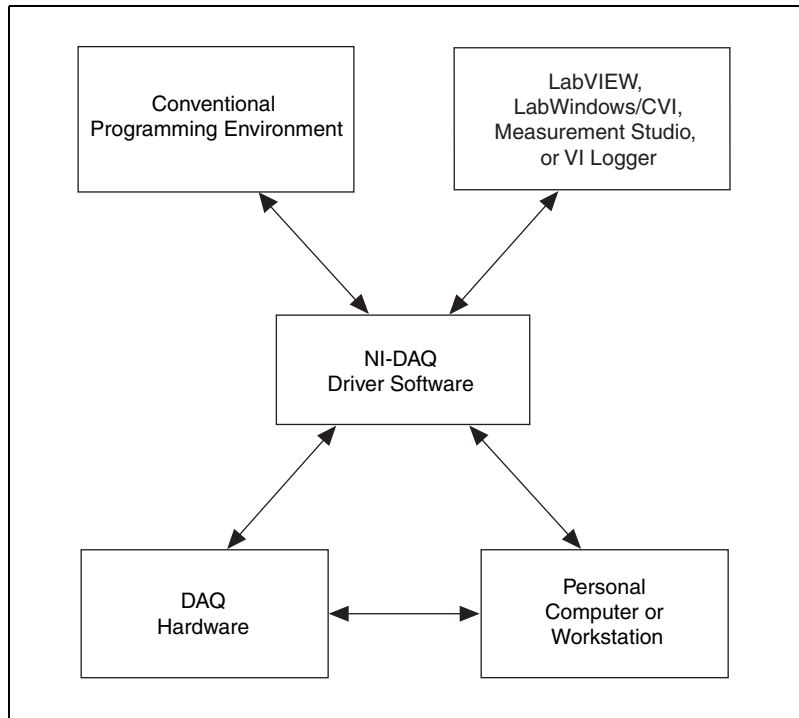 Conventional
Programming Environment
LabVIEW,
LabWindows/CVI,
Measurement Studio,
or VI Logger
NI-DAQ
Driver Software
DAQ
Hardware
Personal
Computer or
Workstation